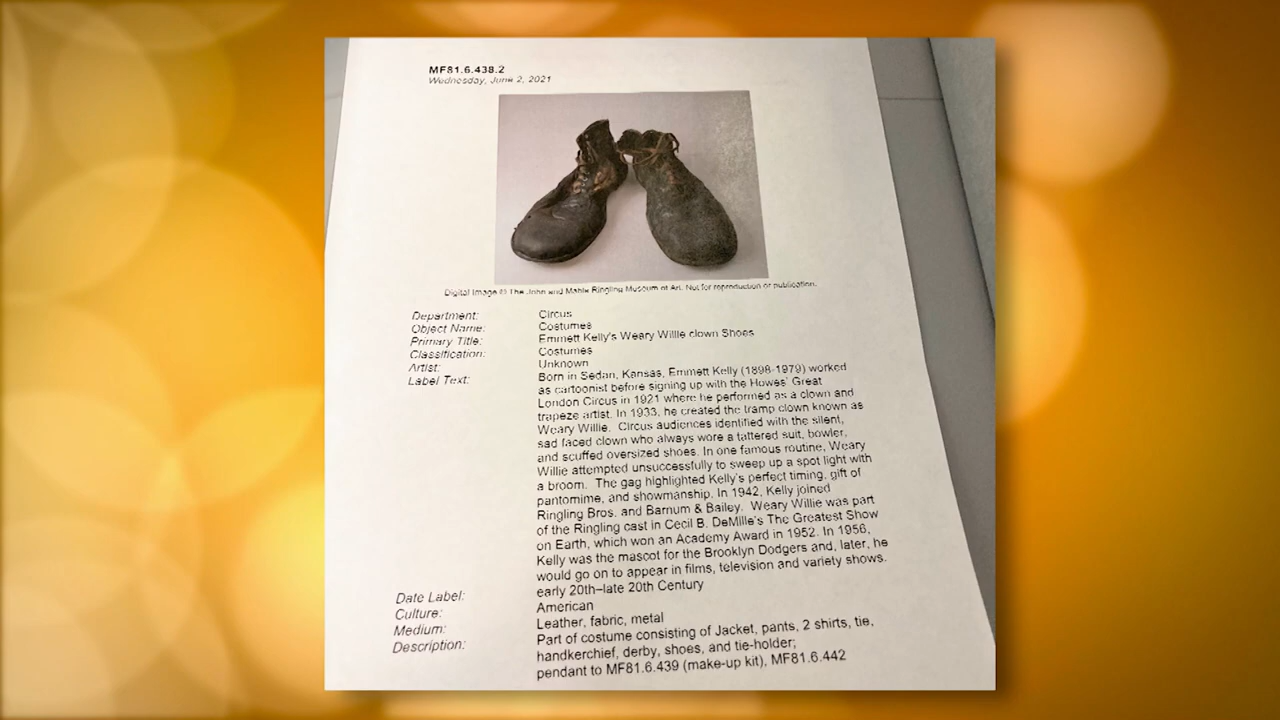 MF81.6.438.2
Wednesday, June 2, 2021
Digital Image © The John and Mable Ringling Museum of Art. Not for reproduction or publication.
Department: Circus
Object Name: Costumes
Primary Title: Emmett Kelly's Weary Willie clown Shoes
Classification: Costumes
Artist: Unknown
Label Text: Born in Sedan, Kansas, Emmett Kelly (1898-1979) worked
as cartoonist before signing up with the Howes' Great
London Circus in 1921 where he performed as a clown and
trapeze artist. In 1933, he created the tramp clown known as
Weary Willie. Circus audiences identified with the silent,
sad faced clown who always wore a tattered suit, bowler,
and scuffed oversized shoes. In one famous routine, Weary
Willie attempted unsuccessfully to sweep up a spot light with
a broom. The gag highlighted Kelly's perfect timing, gift of
pantomime, and showmanship. In 1942, Kelly joined
Ringling Bros. and Barnum & Bailey. Weary Willie was part
of the Ringling cast in Cecil B. DeMille's The Greatest Show
on Earth, which won an Academy Award in 1952. In 1956,
Kelly was the mascot for the Brooklyn Dodgers and, later, he
would go on to appear in films, television and variety shows.
Date Label: early 20th–late 20th Century
Culture: American
Medium: Leather, fabric, metal
Description: Part of costume consisting of Jacket, pants, 2 shirts, tie,
handkerchief, derby, shoes, and tie-holder;
pendant to MF81.6.439 (make-up kit), MF81.6.442